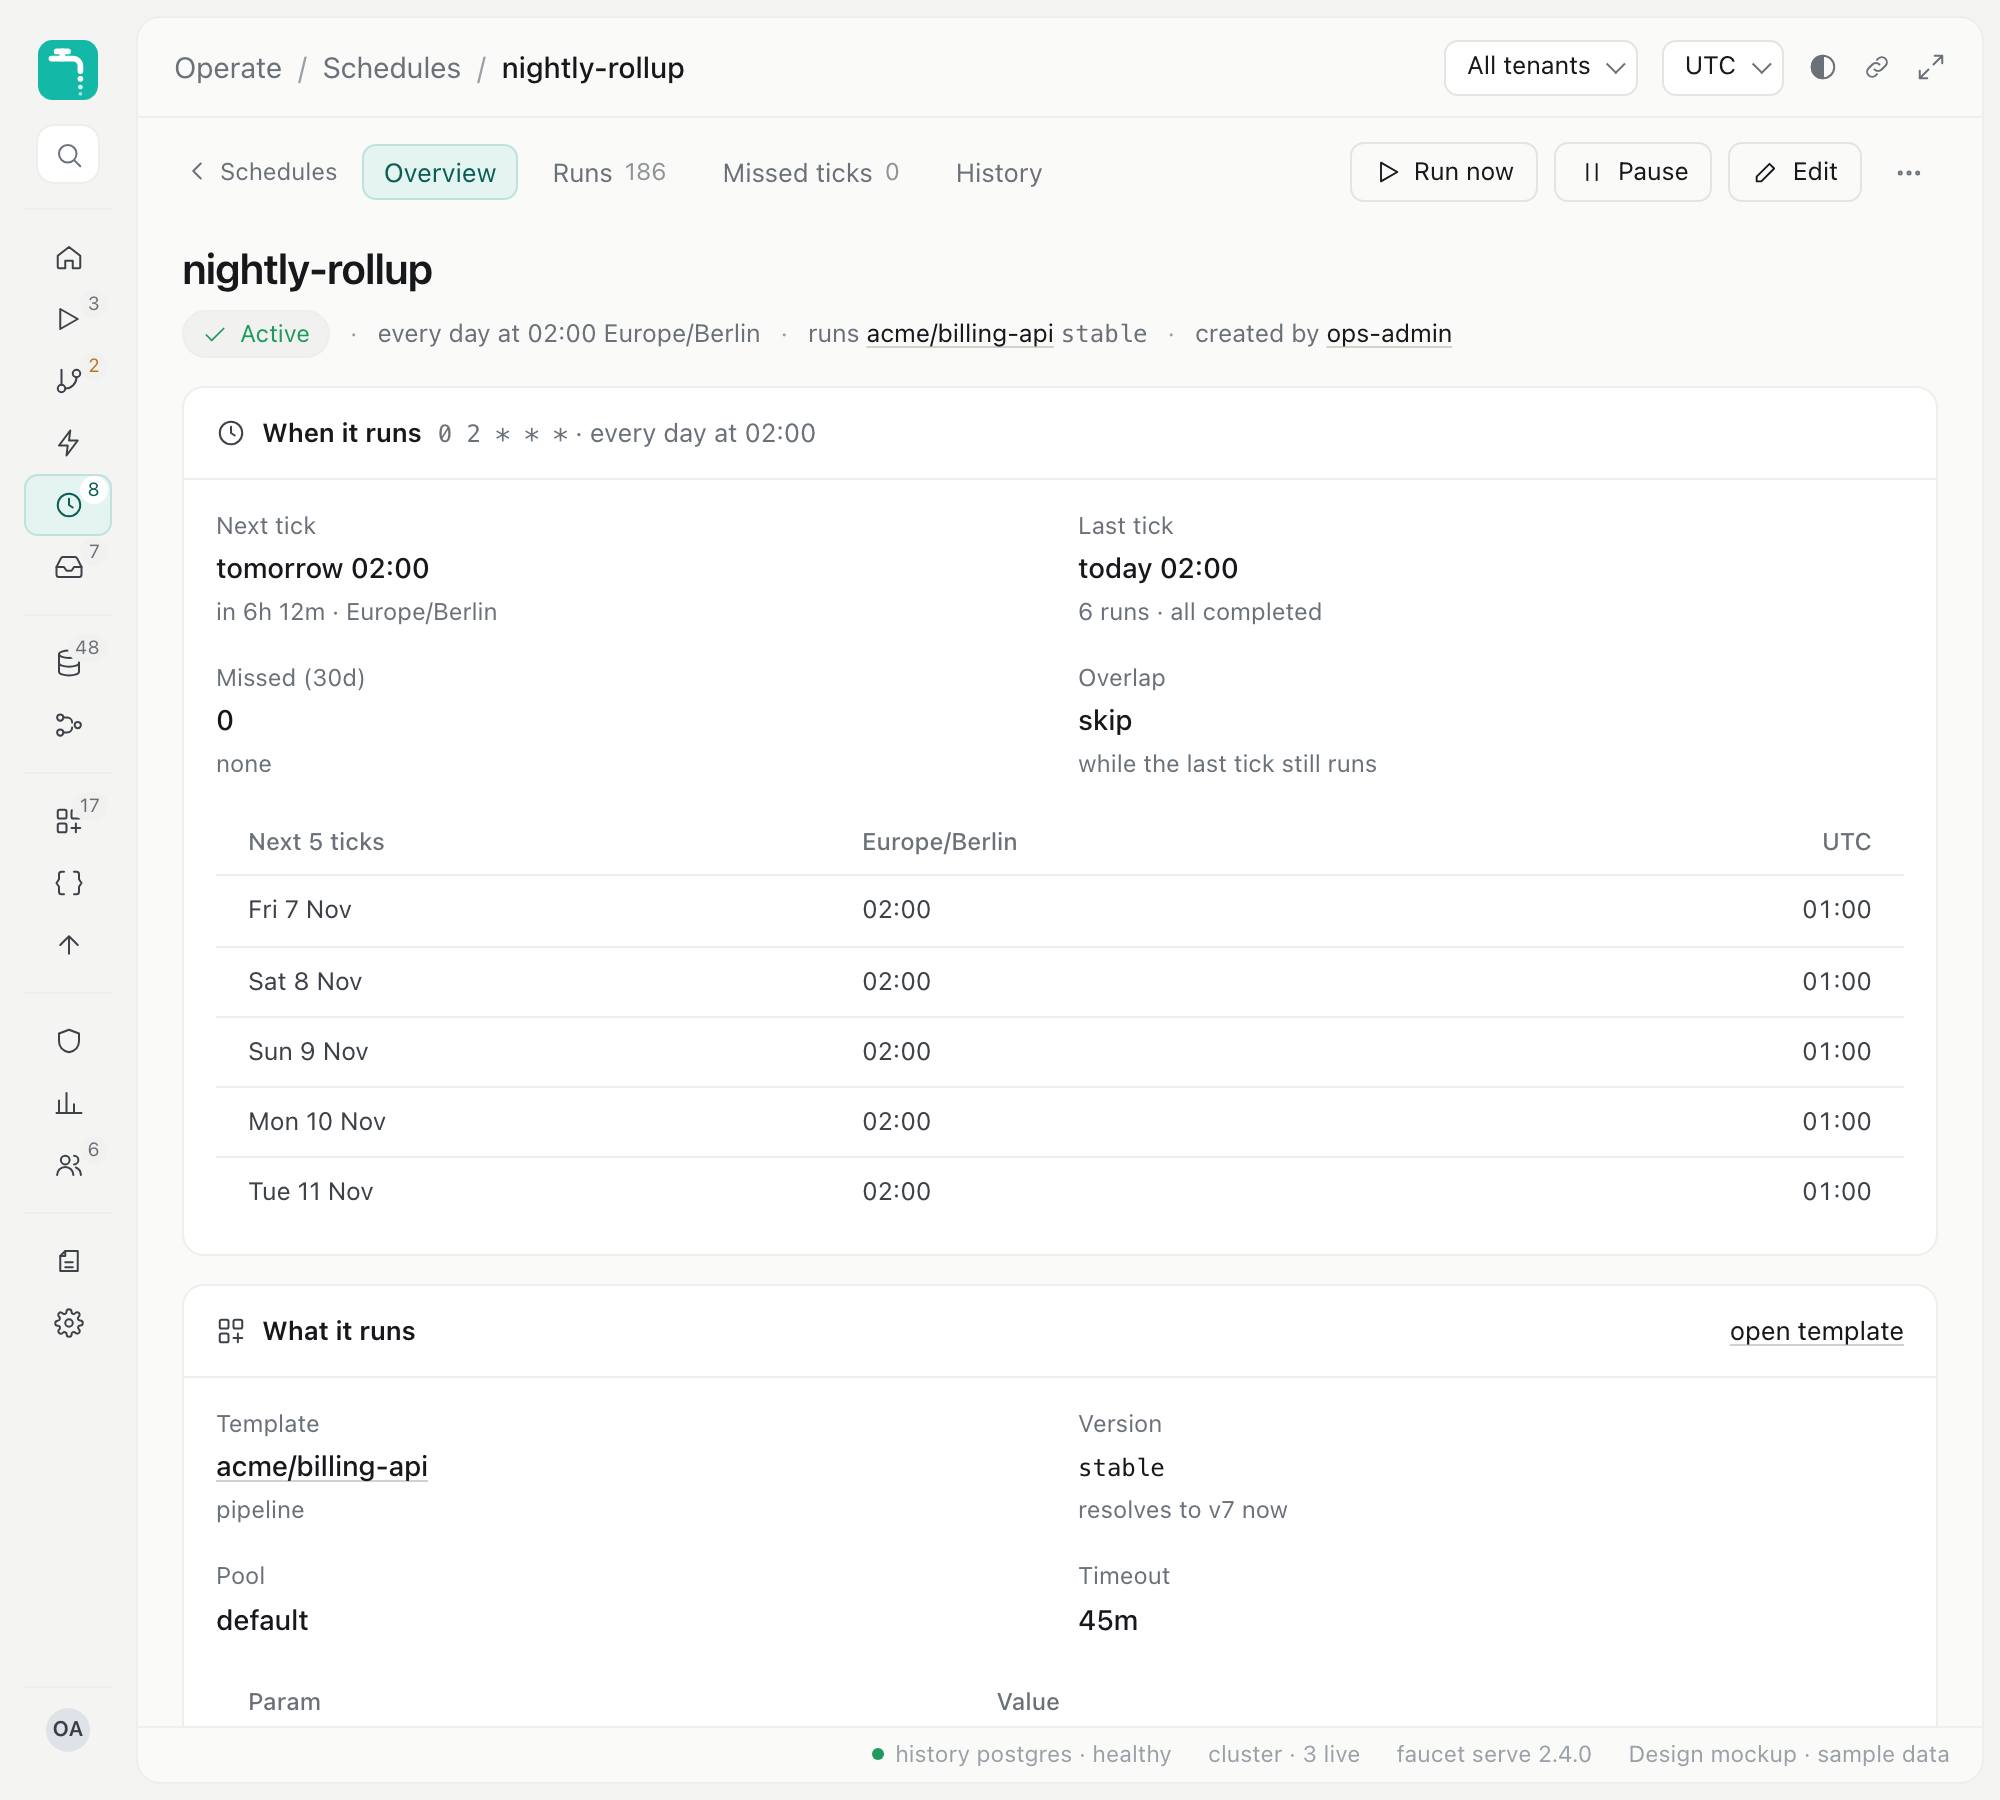 Operate / Schedules / nightly-rollup
All tenants
UTC
Schedules
Overview
Runs 186
Missed ticks 0
History
Run now
Pause
Edit
3
2
8
7
48
17
6
OA
nightly-rollup
Active · every day at 02:00 Europe/Berlin · runs acme/billing-api stable · created by ops-admin
When it runs 0 2 * * * · every day at 02:00
Next tick
tomorrow 02:00
in 6h 12m · Europe/Berlin
Last tick
today 02:00
6 runs · all completed
Missed (30d)
0
none
Overlap
skip
while the last tick still runs
Next 5 ticks Europe/Berlin UTC
Fri 7 Nov 02:00 01:00
Sat 8 Nov 02:00 01:00
Sun 9 Nov 02:00 01:00
Mon 10 Nov 02:00 01:00
Tue 11 Nov 02:00 01:00
What it runs
open template
Template
acme/billing-api
pipeline
Version
stable
resolves to v7 now
Pool
default
Timeout
45m
Param Value
history postgres · healthy
cluster · 3 live
faucet serve 2.4.0
Design mockup · sample data